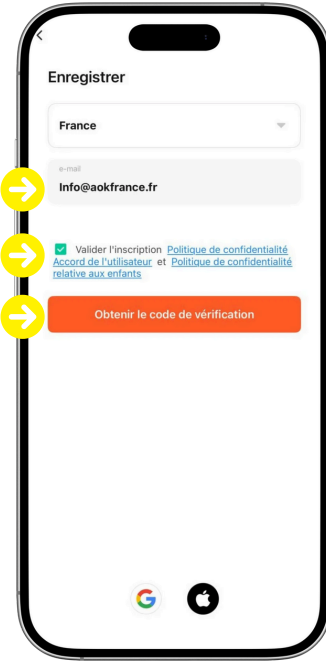 Enregistrer
France
e-mail
Info@aokfrance.fr
Valider l'inscription Politique de confidentialité
Accord de l'utilisateur et Politique de confidentialité
relative aux enfants
Obtenir le code de vérification